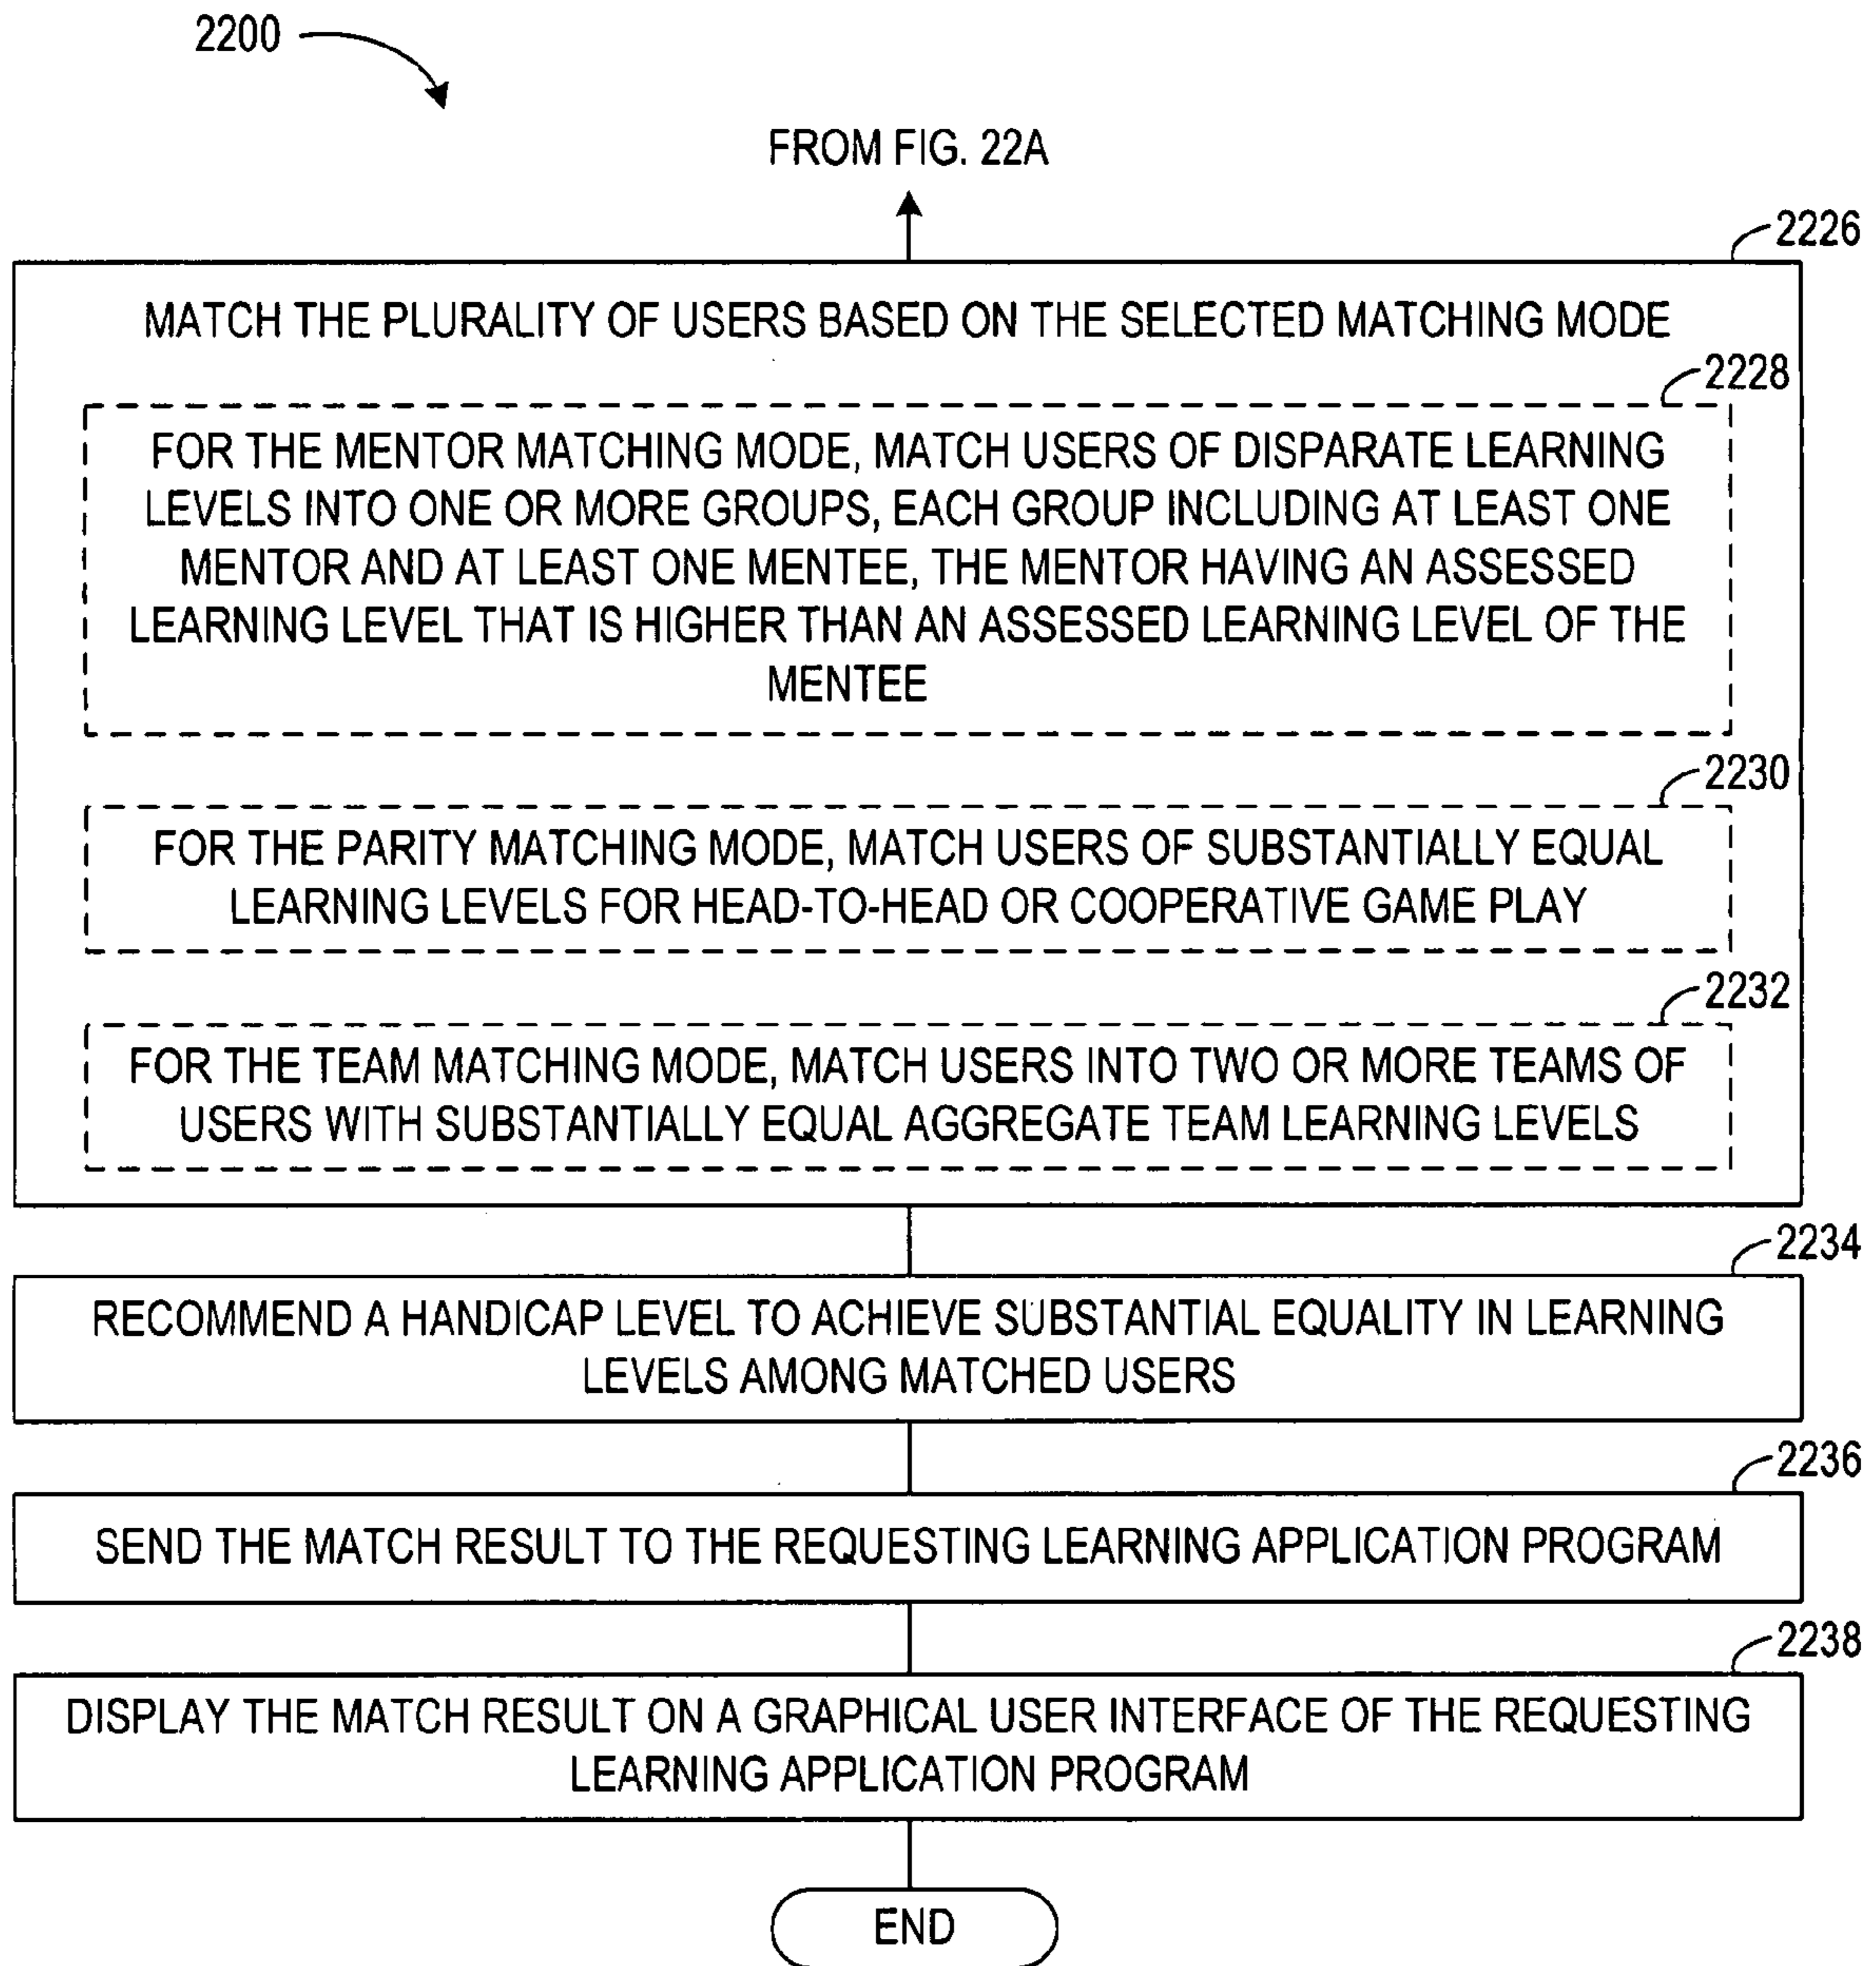 2200
FROM FIG. 22A
2226
MATCH THE PLURALITY OF USERS BASED ON THE SELECTED MATCHING MODE
2228
FOR THE MENTOR MATCHING MODE, MATCH USERS OF DISPARATE LEARNING
LEVELS INTO ONE OR MORE GROUPS, EACH GROUP INCLUDING AT LEAST ONE
MENTOR AND AT LEAST ONE MENTEE, THE MENTOR HAVING AN ASSESSED
LEARNING LEVEL THAT IS HIGHER THAN AN ASSESSED LEARNING LEVEL OF THE
MENTEE
2230
FOR THE PARITY MATCHING MODE, MATCH USERS OF SUBSTANTIALLY EQUAL
LEARNING LEVELS FOR HEAD-TO-HEAD OR COOPERATIVE GAME PLAY
2232
FOR THE TEAM MATCHING MODE, MATCH USERS INTO TWO OR MORE TEAMS OF
USERS WITH SUBSTANTIALLY EQUAL AGGREGATE TEAM LEARNING LEVELS
2234
RECOMMEND A HANDICAP LEVEL TO ACHIEVE SUBSTANTIAL EQUALITY IN LEARNING
LEVELS AMONG MATCHED USERS
2236
SEND THE MATCH RESULT TO THE REQUESTING LEARNING APPLICATION PROGRAM
2238
DISPLAY THE MATCH RESULT ON A GRAPHICAL USER INTERFACE OF THE REQUESTING
LEARNING APPLICATION PROGRAM
END